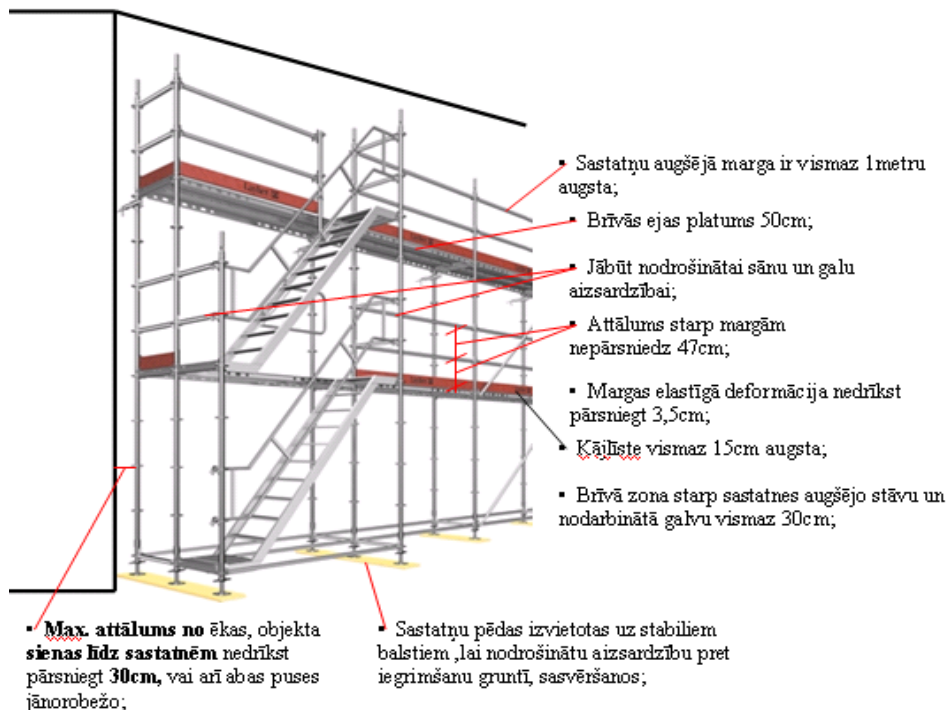 ▪ Sastatņu augšējā marga ir vismaz 1metru
augsta;
▪ Brīvās ejas platums 50cm;
▪ Jābūt nodrošinātai sānu un galu
aizsardzībai;
▪ Attālums starp margām
nepārsniedz 47cm;
▪ Margas elastīgā deformācija nedrīkst
pārsniegt 3,5cm;
▪ Kājlīste vismaz 15cm augsta;
▪ Brīvā zona starp sastatnes augšējo stāvu un
nodarbinātā galvu vismaz 30cm;
▪ Max. attālums no ēkas, objekta
sienas līdz sastatnēm nedrīkst
pārsniegt 30cm, vai arī abas puses
jānorobežo;
▪ Sastatņu pēdas izvietotas uz stabiliem
balstiem ,lai nodrošinātu aizsardzību pret
iegrimšanu gruntī, sasvēršanos;